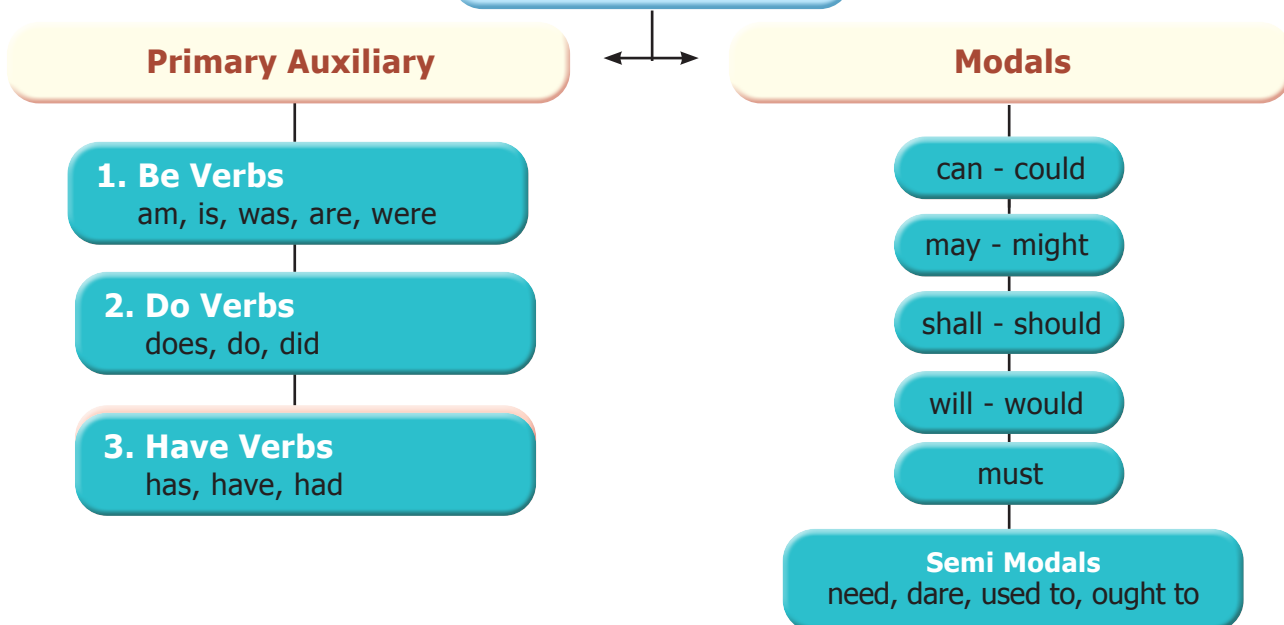 Primary Auxiliary
1. Be Verbs
am, is, was, are, were
2. Do Verbs
does, do, did
3. Have Verbs
has, have, had
Modals
can - could
may - might
shall - should
will - would
must
Semi Modals
need, dare, used to, ought to